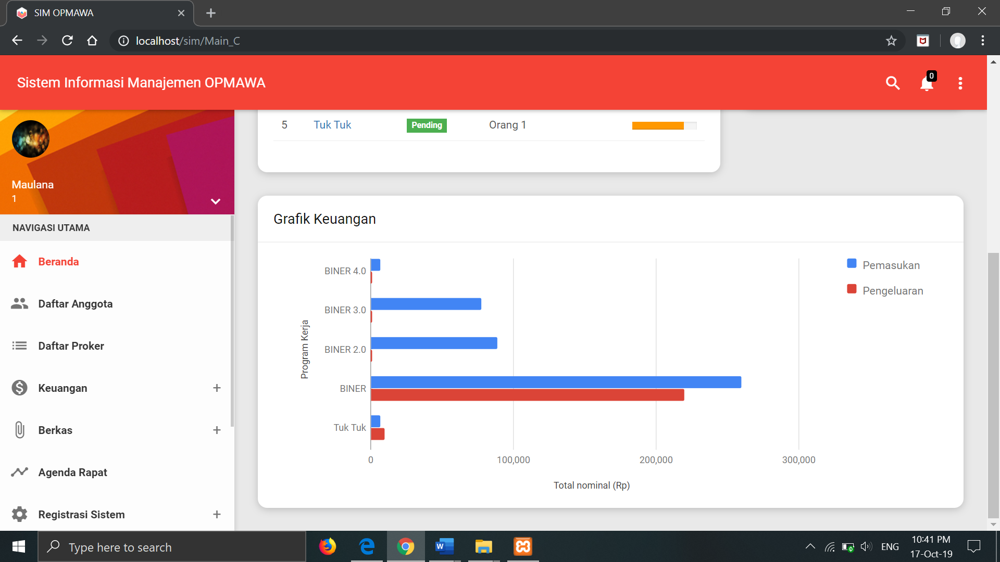 SIM OPMAWA
localhost/sim/Main_C
Sistem Informasi Manajemen OPMAWA
0
Maulana
1
NAVIGASI UTAMA
Beranda
Daftar Anggota
Daftar Proker
Keuangan +
Berkas +
Agenda Rapat
Registrasi Sistem +
5 Tuk Tuk Pending Orang 1
Grafik Keuangan
Pemasukan
Pengeluaran
Program Kerja
BINER 4.0
BINER 3.0
BINER 2.0
BINER
Tuk Tuk
0 100,000 200,000 300,000
Total nominal (Rp)
Type here to search
ENG
10:41 PM
17-Oct-19